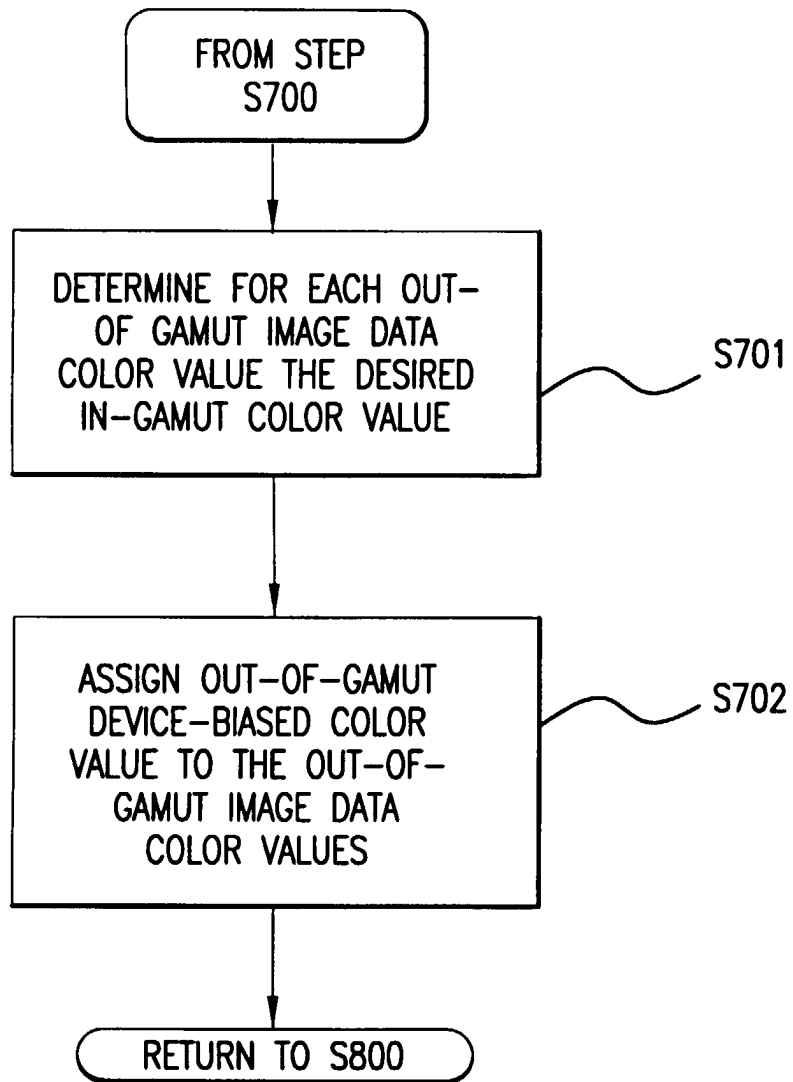 FROM STEP
S700
DETERMINE FOR EACH OUT-
OF GAMUT IMAGE DATA
COLOR VALUE THE DESIRED
IN-GAMUT COLOR VALUE
S701
ASSIGN OUT-OF-GAMUT
DEVICE-BIASED COLOR
VALUE TO THE OUT-OF-
GAMUT IMAGE DATA
COLOR VALUES
S702
RETURN TO S800